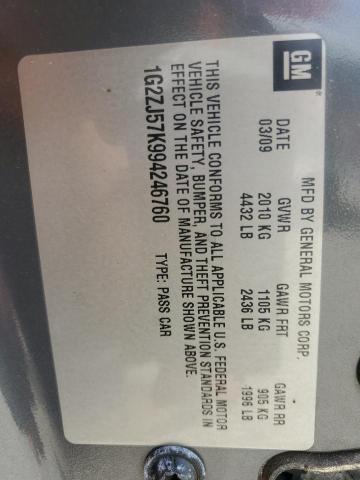 GM
MFD BY GENERAL MOTORS CORP.
DATE GVWR GAWR FRT GAWR RR
03/09 2010 KG 1105 KG 905 KG
4432 LB 2436 LB 1996 LB
THIS VEHICLE CONFORMS TO ALL APPLICABLE U.S. FEDERAL MOTOR
VEHICLE SAFETY, BUMPER, AND THEFT PREVENTION STANDARDS IN
EFFECT ON THE DATE OF MANUFACTURE SHOWN ABOVE.
1G2ZJ57K994246760 TYPE: PASS CAR